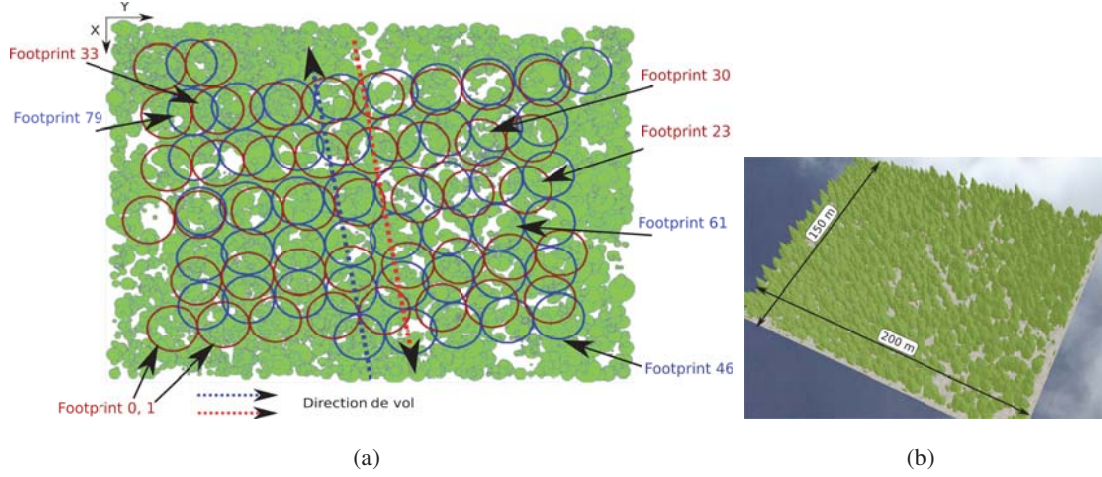 Y
X
Footprint 33
Footprint 79
Footprint 30
Footprint 23
Footprint 61
Footprint 46
Footprint 0, 1
Direction de vol
150 m
200 m
(a)
(b)